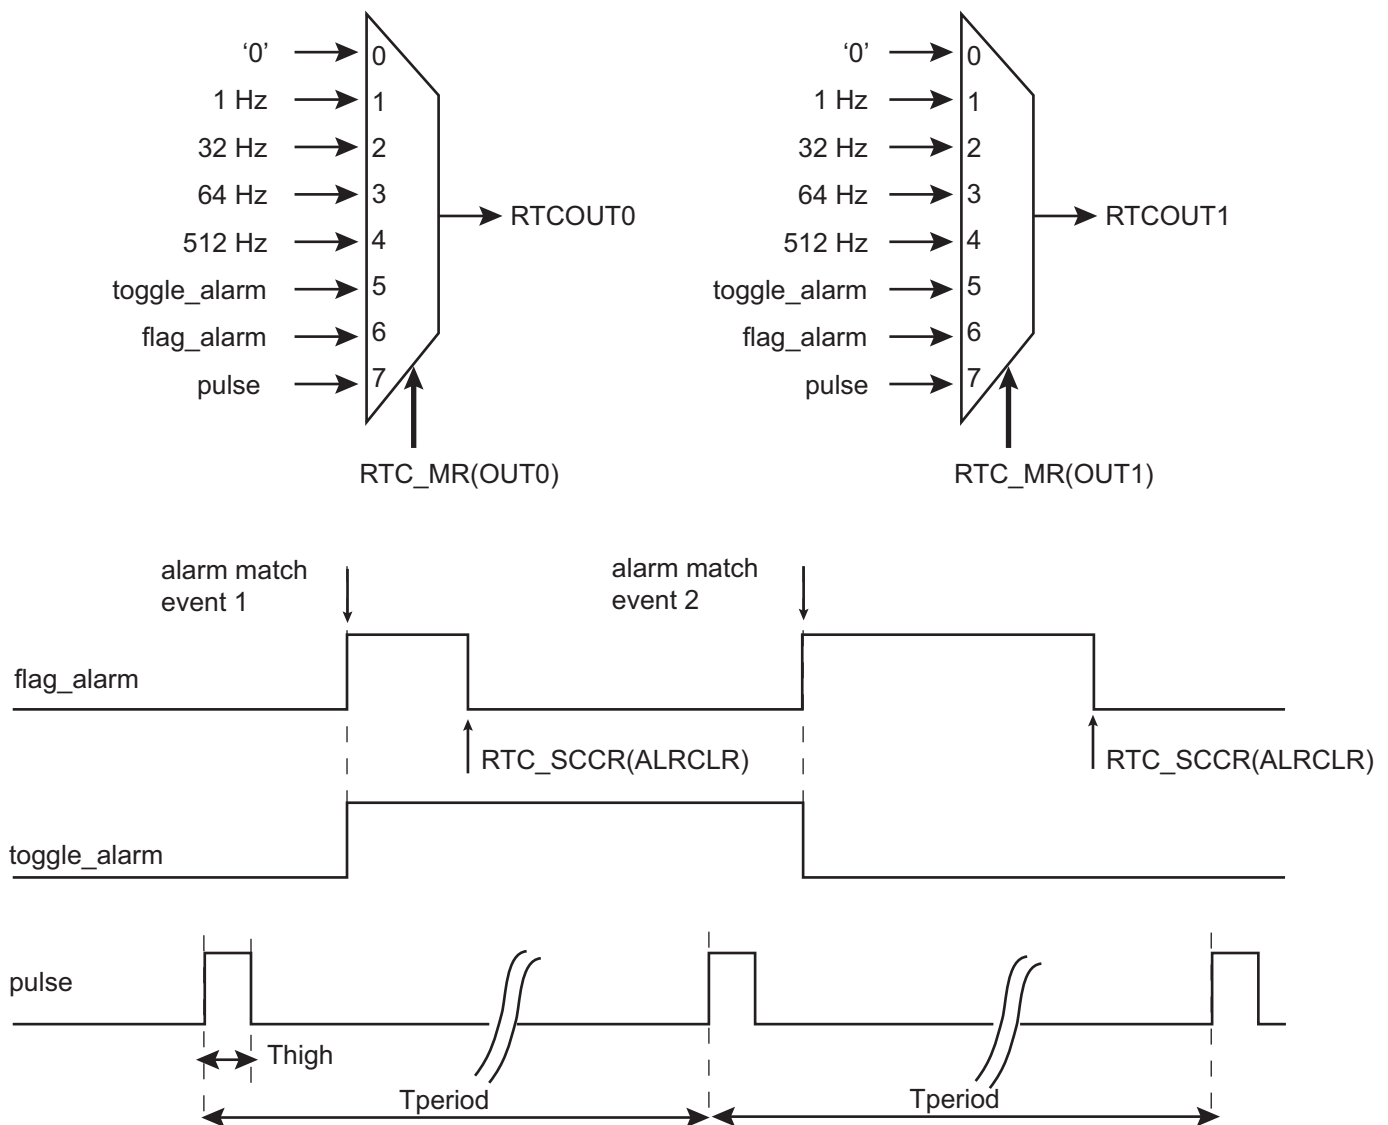 ‘0’
0
1 Hz
1
32 Hz
2
64 Hz
3
512 Hz
4
toggle_alarm
5
flag_alarm
6
pulse
7
RTCOUT0
RTC_MR(OUT0)
‘0’
0
1 Hz
1
32 Hz
2
64 Hz
3
512 Hz
4
toggle_alarm
5
flag_alarm
6
pulse
7
RTCOUT1
RTC_MR(OUT1)
alarm match
event 1
alarm match
event 2
flag_alarm
RTC_SCCR(ALRCLR)
RTC_SCCR(ALRCLR)
toggle_alarm
pulse
Thigh
Tperiod
Tperiod